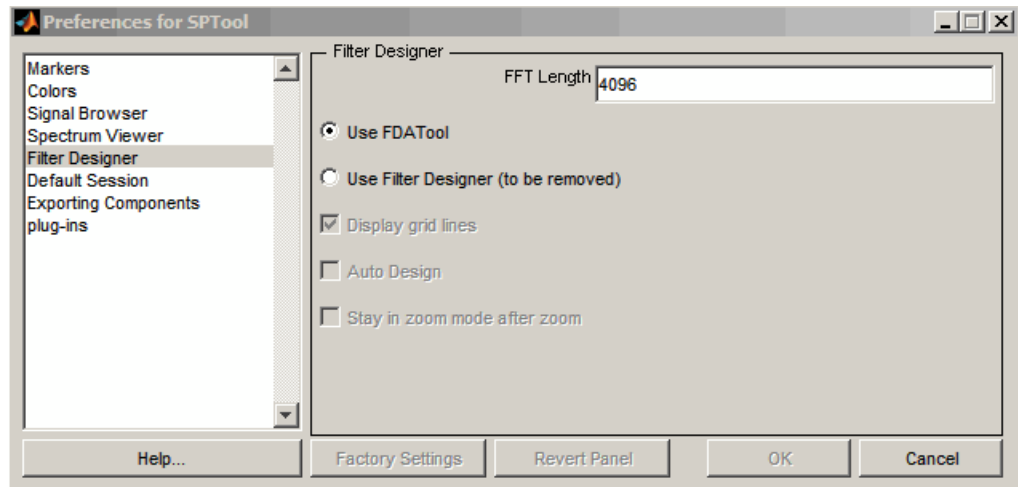 Preferences for SPTool
Markers
Colors
Signal Browser
Spectrum Viewer
Filter Designer
Default Session
Exporting Components
plug-ins
Filter Designer
FFT Length 4096
Use FDATool
Use Filter Designer (to be removed)
Display grid lines
Auto Design
Stay in zoom mode after zoom
Help...
Factory Settings
Revert Panel
OK
Cancel